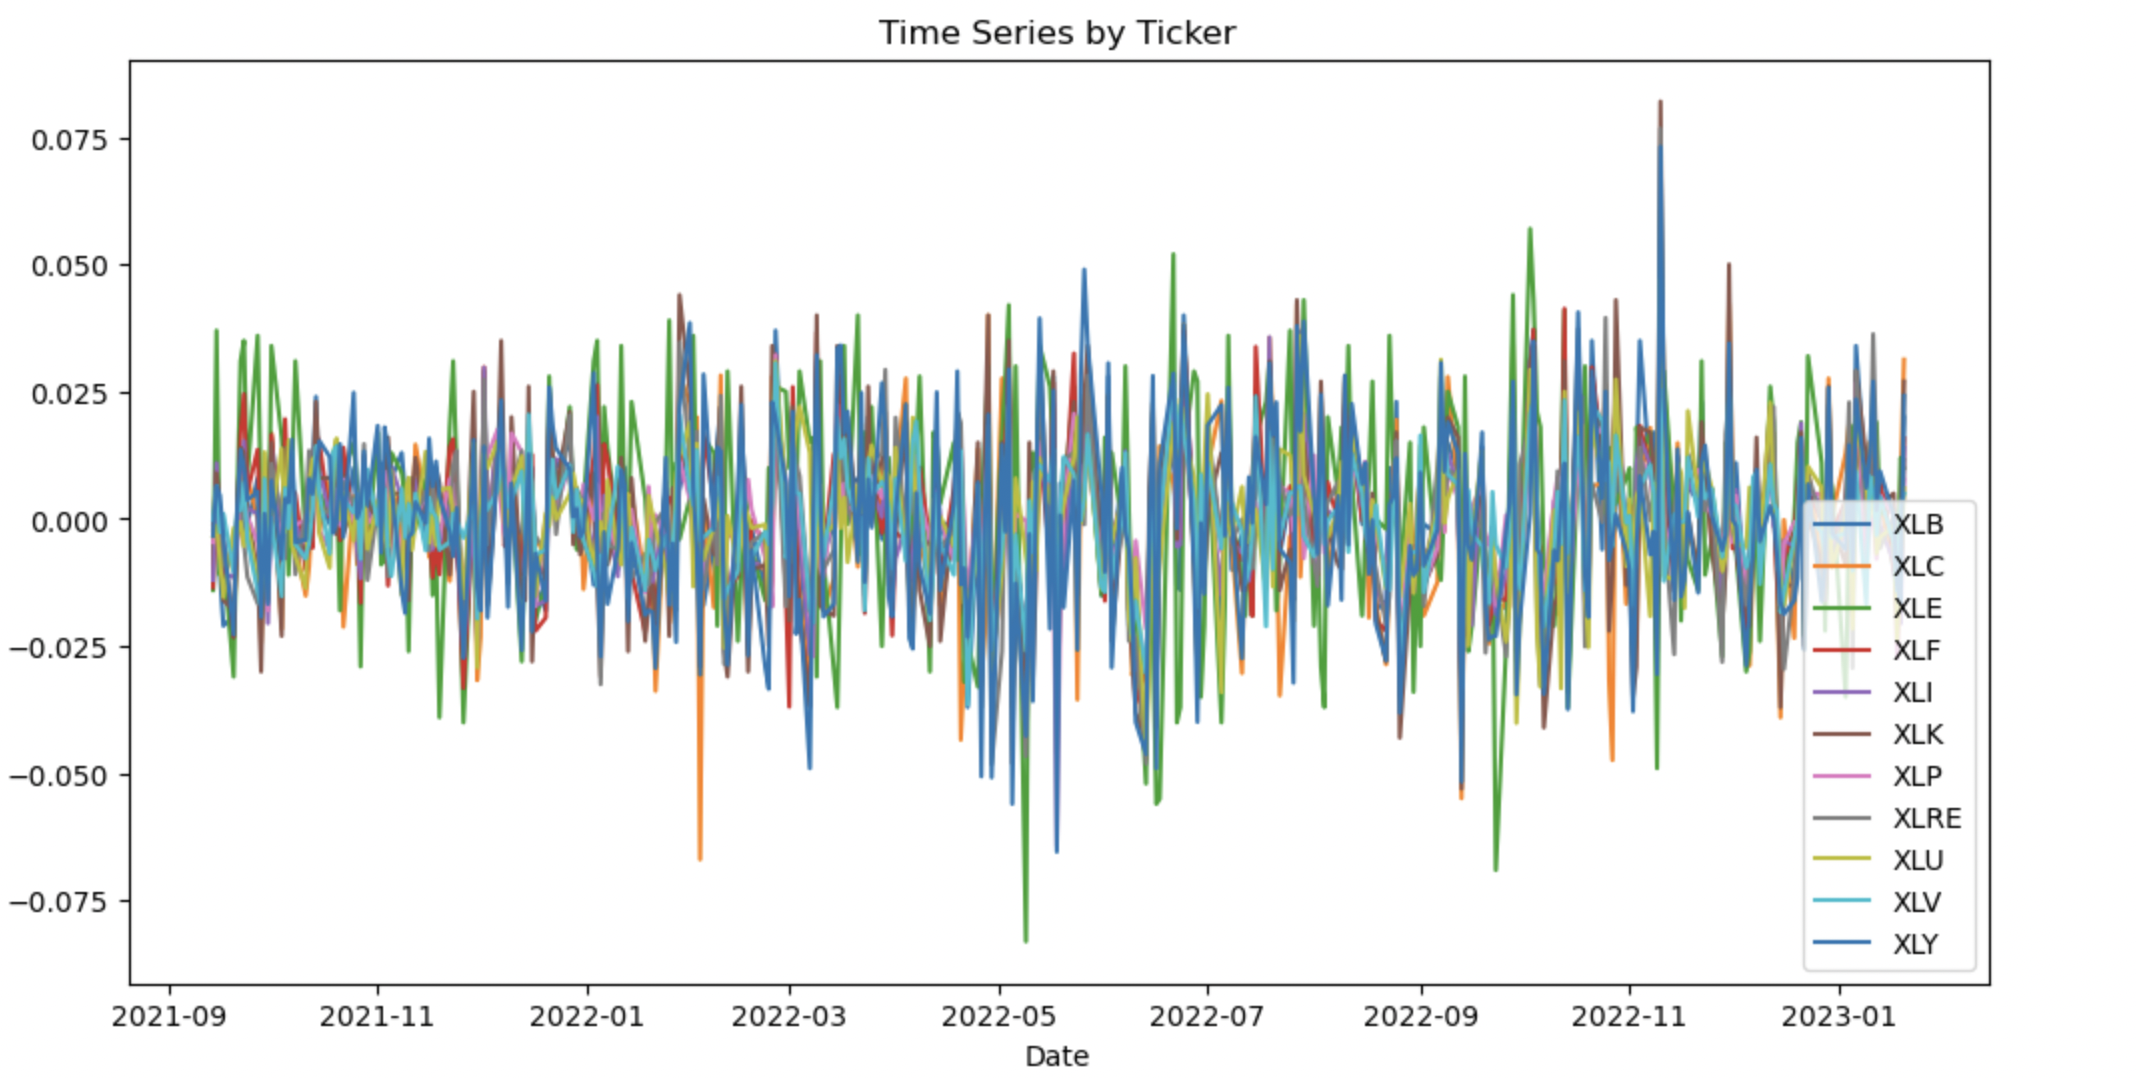 Time Series by Ticker
0.075
0.050
0.025
0.000
−0.025
−0.050
−0.075
XLB
XLC
XLE
XLF
XLI
XLK
XLP
XLRE
XLU
XLV
XLY
2021-09 2021-11 2022-01 2022-03 2022-05 2022-07 2022-09 2022-11 2023-01
Date